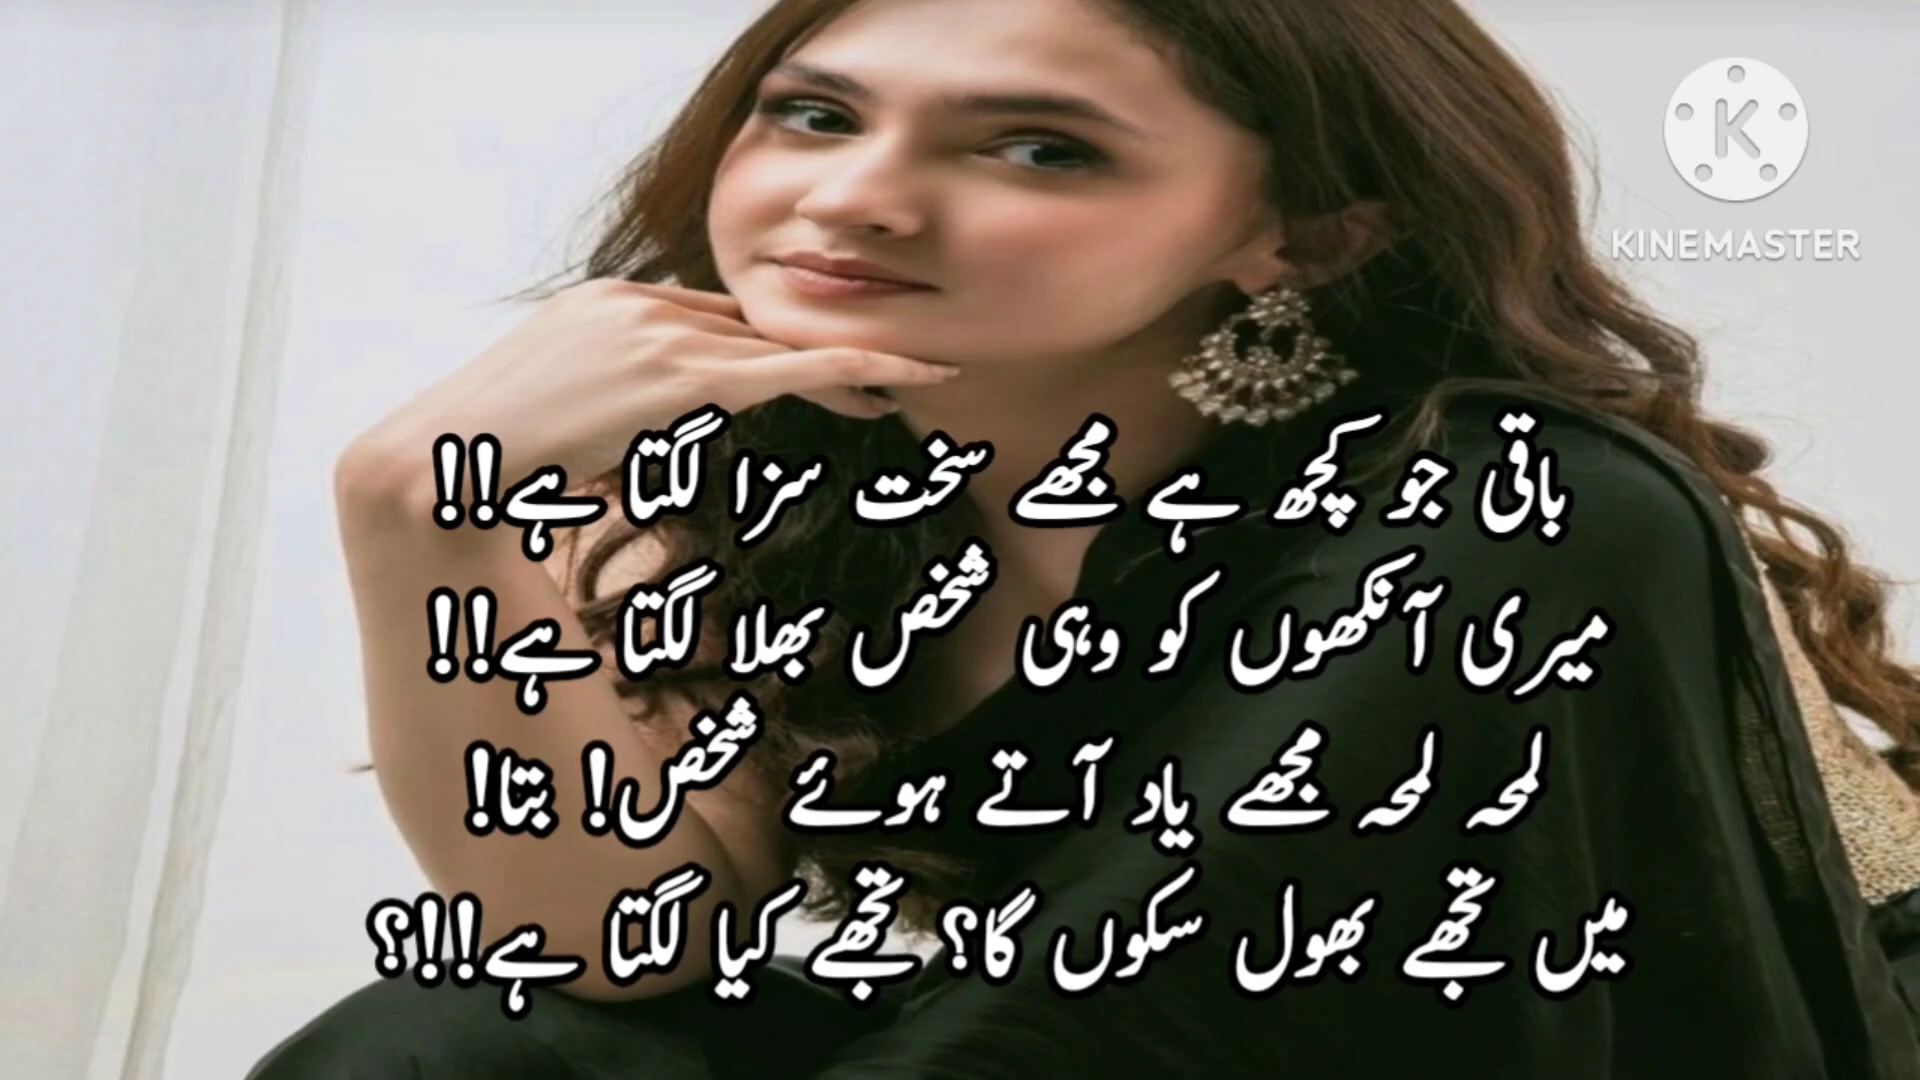 KINEMASTER
باقی جو کچھ ہے مجھے سخت سزا لگتا ہے!!
میری آنکھوں کو وہی شخص بھلا لگتا ہے!!
لمحہ لمحہ مجھے یاد آتے ہوئے شخص! بتا!
میں تجھے بھول سکوں گا؟ تجھے کیا لگتا ہے!!؟